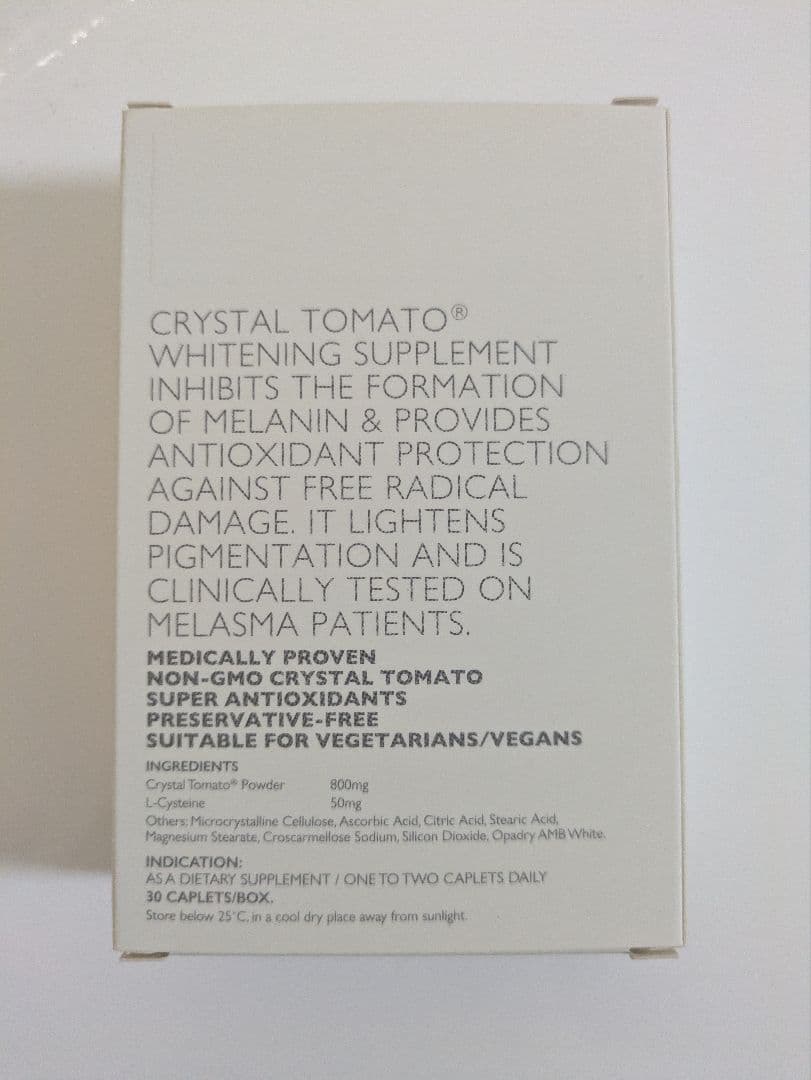 CRYSTAL TOMATO®
WHITENING SUPPLEMENT
INHIBITS THE FORMATION
OF MELANIN & PROVIDES
ANTIOXIDANT PROTECTION
AGAINST FREE RADICAL
DAMAGE. IT LIGHTENS
PIGMENTATION AND IS
CLINICALLY TESTED ON
MELASMA PATIENTS.
MEDICALLY PROVEN
NON-GMO CRYSTAL TOMATO
SUPER ANTIOXIDANTS
PRESERVATIVE-FREE
SUITABLE FOR VEGETARIANS/VEGANS
INGREDIENTS
Crystal Tomato® Powder 800mg
L-Cysteine 50mg
Others: Microcrystalline Cellulose, Ascorbic Acid, Citric Acid, Stearic Acid,
Magnesium Stearate, Croscarmellose Sodium, Silicon Dioxide, Opadry AMB White.
INDICATION:
AS A DIETARY SUPPLEMENT / ONE TO TWO CAPLETS DAILY
30 CAPLETS/BOX.
Store below 25°C, in a cool dry place away from sunlight.